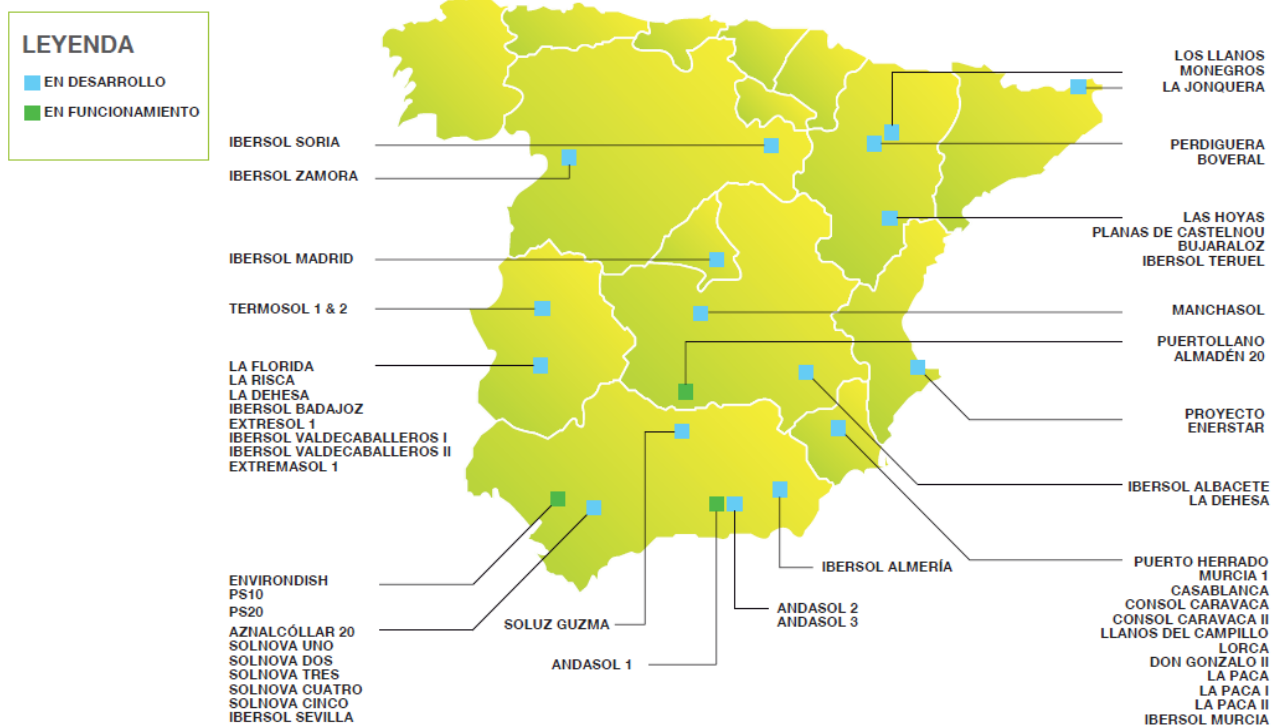 LEYENDA
EN DESARROLLO
EN FUNCIONAMIENTO
IBERSOL SORIA
IBERSOL ZAMORA
IBERSOL MADRID
TERMOSOL 1 & 2
LA FLORIDA
LA RISCA
LA DEHESA
IBERSOL BADAJOZ
EXTRESOL 1
IBERSOL VALDECABALLEROS I
IBERSOL VALDECABALLEROS II
EXTREMASOL 1
ENVIRONDISH
PS10
PS20
AZNALCÓLLAR 20
SOLNOVA UNO
SOLNOVA DOS
SOLNOVA TRES
SOLNOVA CUATRO
SOLNOVA CINCO
IBERSOL SEVILLA
SOLUZ GUZMA
ANDASOL 1
ANDASOL 2
ANDASOL 3
IBERSOL ALMERÍA
LOS LLANOS
MONEGROS
LA JONQUERA
PERDIGUERA
BOVERAL
LAS HOYAS
PLANAS DE CASTELNOU
BUJARALOZ
IBERSOL TERUEL
MANCHASOL
PUERTOLLANO
ALMADÉN 20
PROYECTO
ENERSTAR
IBERSOL ALBACETE
LA DEHESA
PUERTO HERRADO
MURCIA 1
CASABLANCA
CONSOL CARAVACA
CONSOL CARAVACA II
LLANOS DEL CAMPILLO
LORCA
DON GONZALO II
LA PACA
LA PACA I
LA PACA II
IBERSOL MURCIA